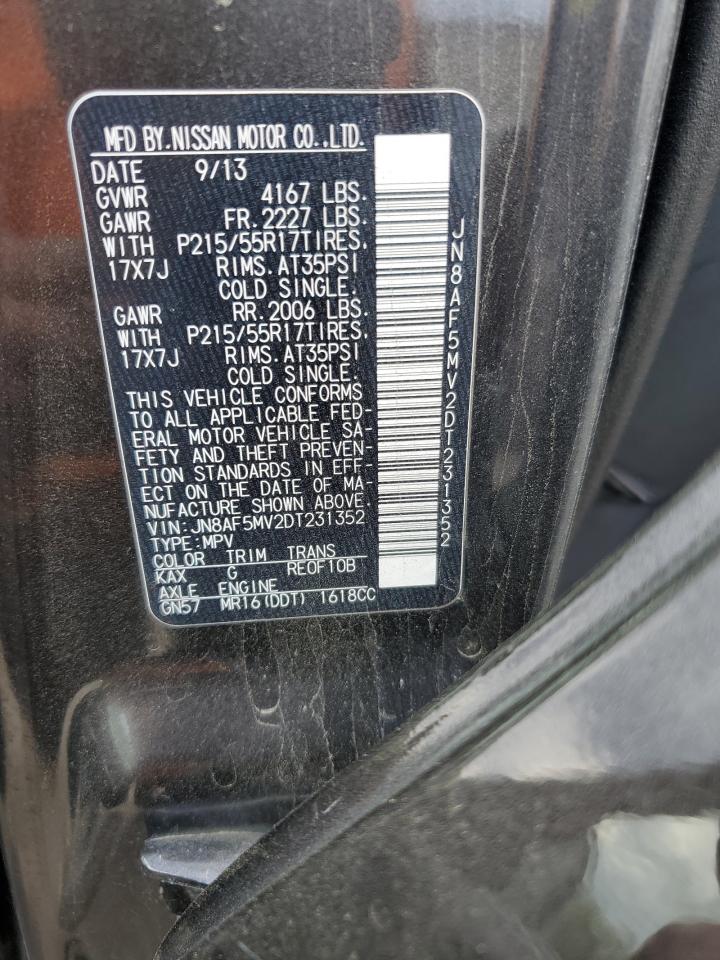 MFD BY.NISSAN MOTOR CO.,LTD.
DATE 9/13
GVWR 4167 LBS.
GAWR FR.2227 LBS.
WITH P215/55R17TIRES,
17X7J RIMS.AT35PSI
COLD SINGLE.
GAWR RR.2006 LBS.
WITH P215/55R17TIRES,
17X7J RIMS.AT35PSI
COLD SINGLE.
THIS VEHICLE CONFORMS
TO ALL APPLICABLE FED-
ERAL MOTOR VEHICLE SA-
FETY AND THEFT PREVEN-
TION STANDARDS IN EFF-
ECT ON THE DATE OF MA-
NUFACTURE SHOWN ABOVE.
VIN:JN8AF5MV2DT231352
TYPE:MPV
COLOR TRIM TRANS
KAX G RE0F10B
AXLE ENGINE
GN57 MR16(DDT) 1618CC
JN8AF5MV2DT231352